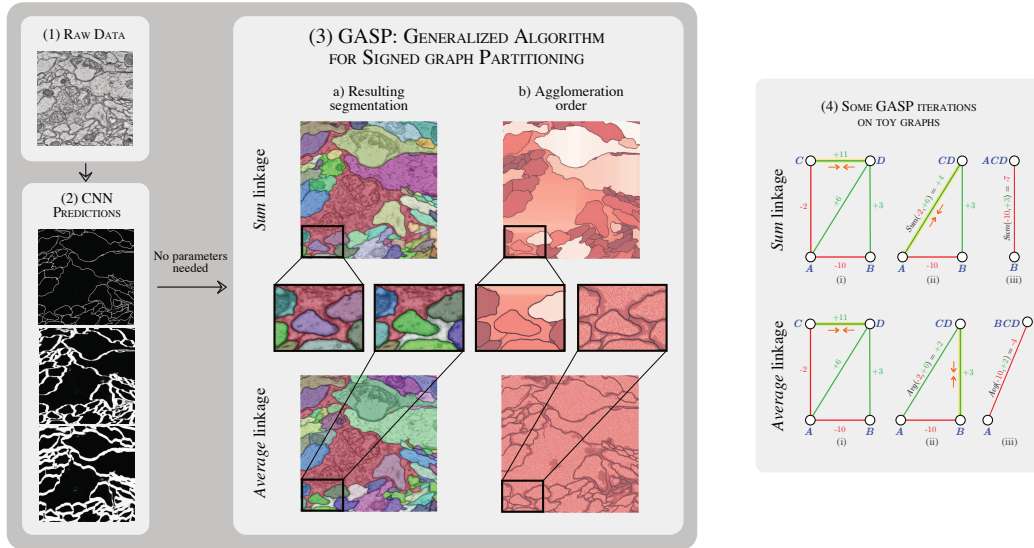 (1) RAW DATA
(2) CNN
PREDICTIONS
No parameters
needed
(3) GASP: GENERALIZED ALGORITHM
FOR SIGNED GRAPH PARTITIONING
a) Resulting
segmentation
b) Agglomeration
order
Sum linkage
Average linkage
(4) SOME GASP ITERATIONS
ON TOY GRAPHS
Sum linkage
C +11 D
-2 +6 +3
A -10 B
(i)
CD
Sum(-2,+6) = +4
+3
A -10 B
(ii)
ACD
Sum(-10,+3) = -7
B
(iii)
Average linkage
C +11 D
-2 +6 +3
A -10 B
(i)
CD
Avg(-2,+6) = +2
+3
A -10 B
(ii)
BCD
Avg(-10,+2) = -4
A
(iii)